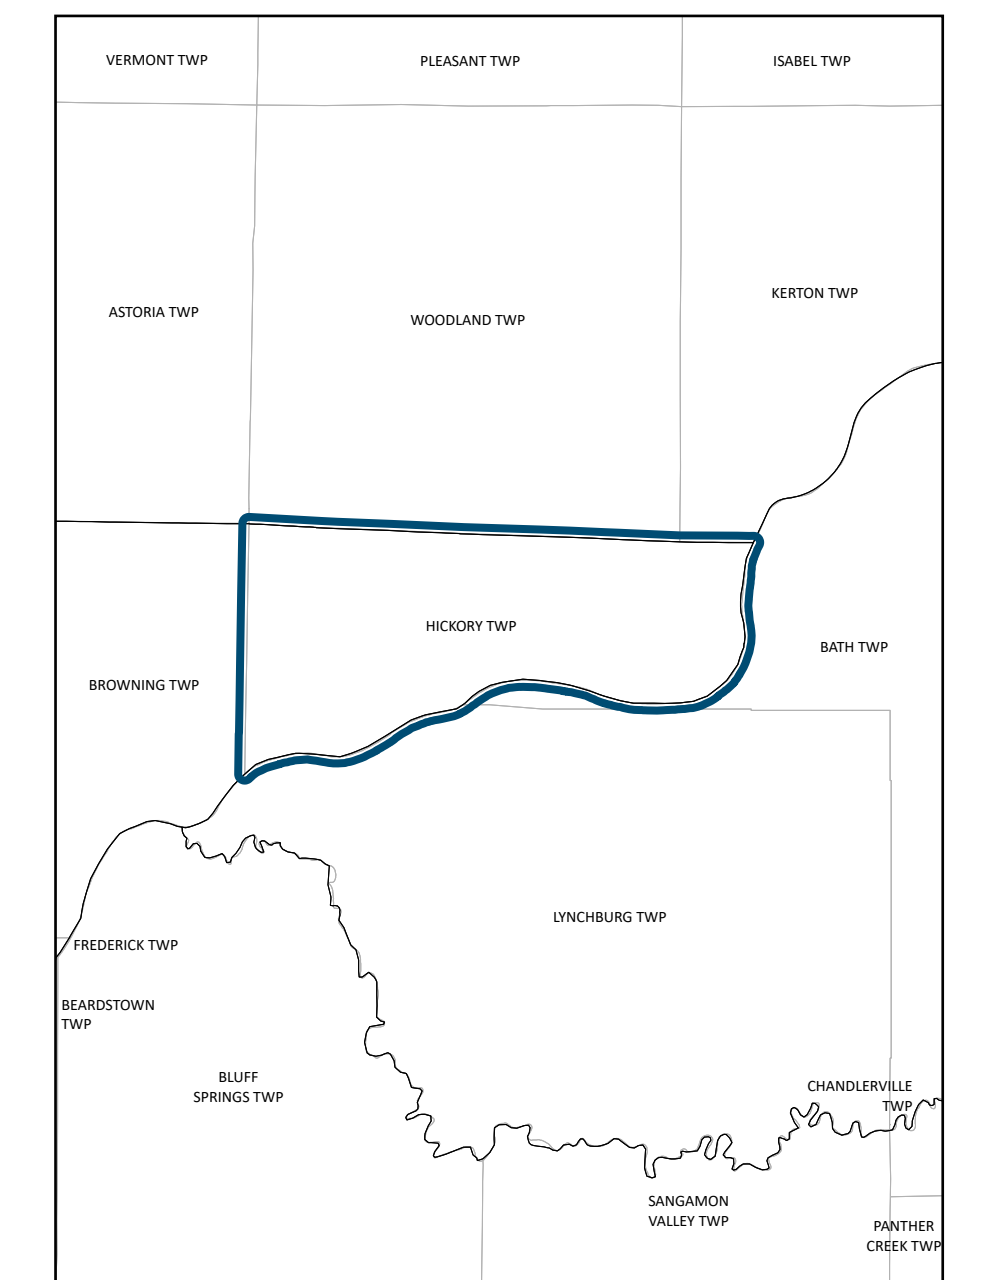 VERMONT TWP
PLEASANT TWP
ISABEL TWP
KERTON TWP
ASTORIA TWP
WOODLAND TWP
HICKORY TWP
BATH TWP
BROWNING TWP
LYNCHBURG TWP
FREDERICK TWP
BEARDSTOWN
TWP
BLUFF
SPRINGS TWP
CHANDLERVILLE
TWP
SANGAMON
VALLEY TWP
PANTHER
CREEK TWP